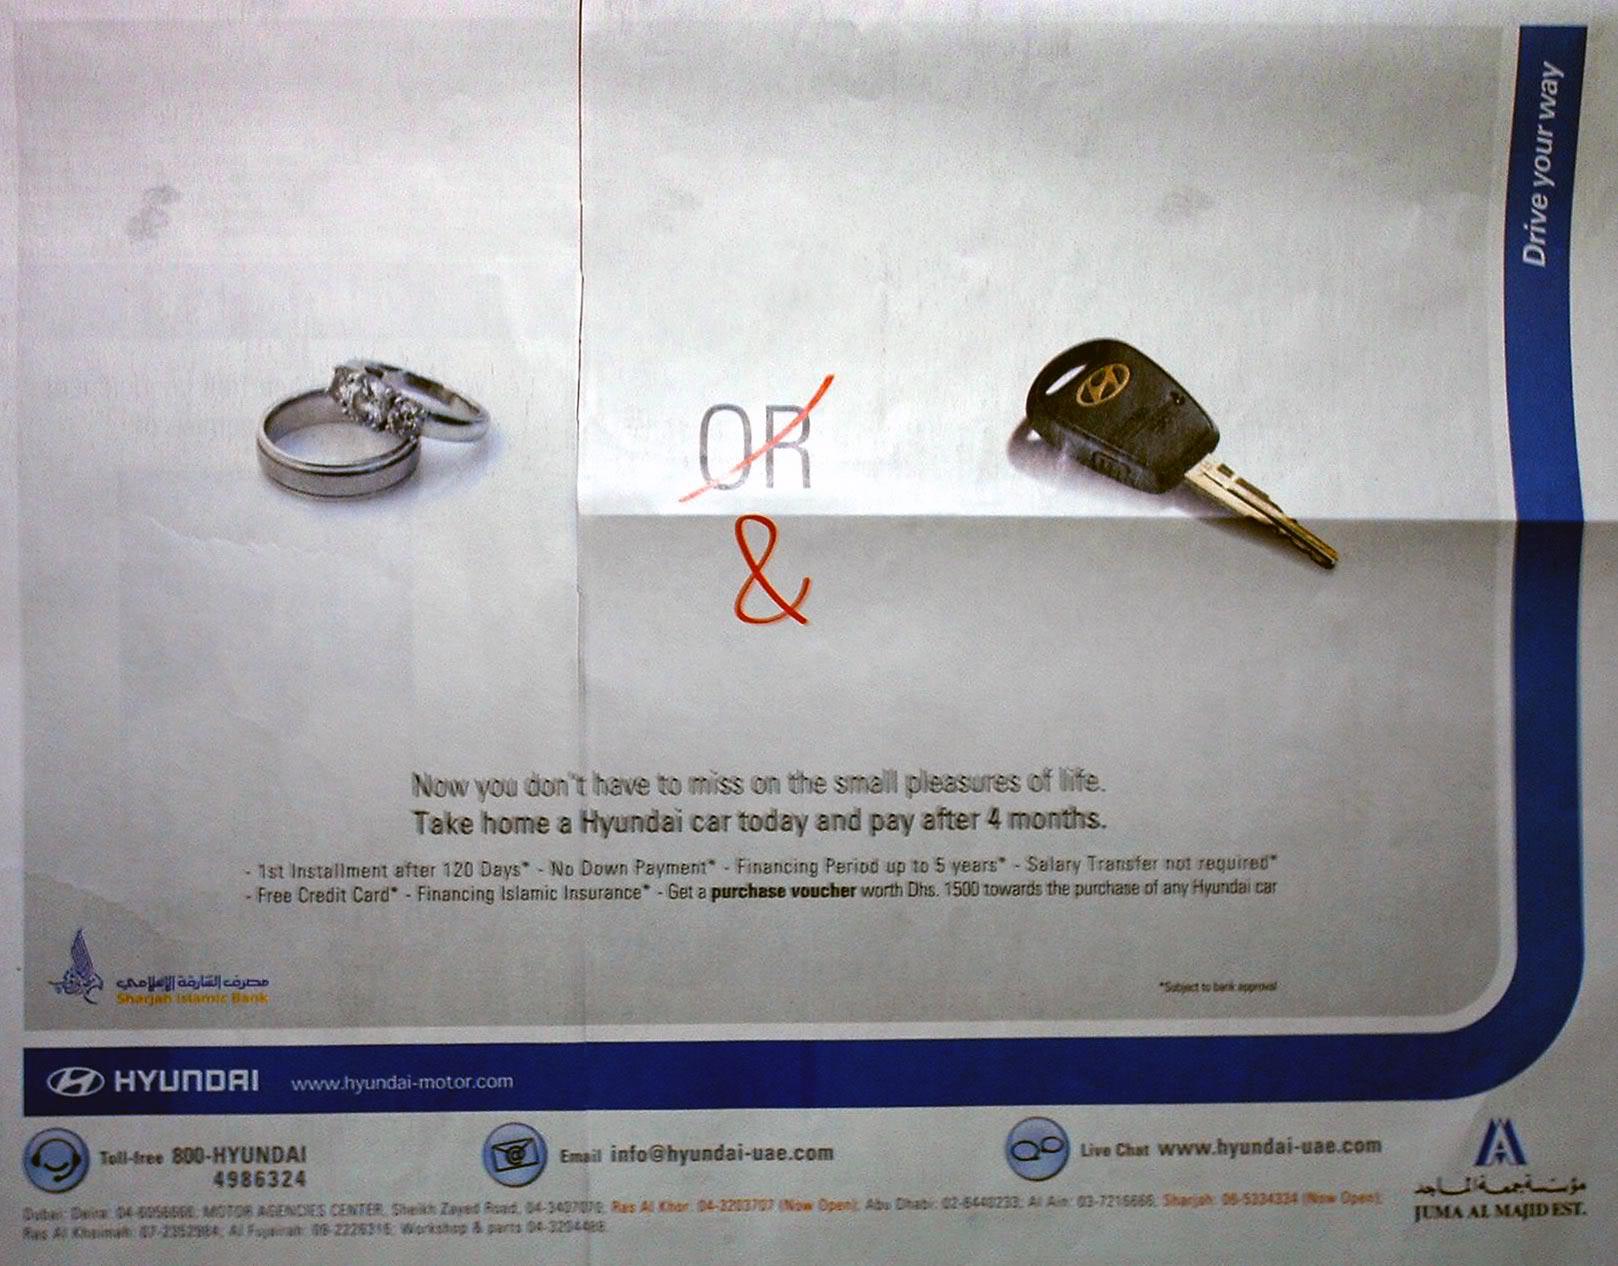 Drive your way
OR
&
Now you don't have to miss on the small pleasures of life.
Take home a Hyundai car today and pay after 4 months.
- 1st Installment after 120 Days* - No Down Payment* - Financing Period up to 5 years* - Salary Transfer not required*
- Free Credit Card* - Financing Islamic Insurance* - Get a purchase voucher worth Dhs. 1500 towards the purchase of any Hyundai car
مصرف الشارقة الإسلامي
Sharjah Islamic Bank
*Subject to bank approval
HYUNDAI www.hyundai-motor.com
Toll-free 800-HYUNDAI
4986324
Email info@hyundai-uae.com
Live Chat www.hyundai-uae.com
مؤسسة جمعة الماجد
JUMA AL MAJID EST.
Dubai: Deira: MOTOR AGENCIES CENTER, Sheikh Zayed Road, Ras Al Khor: 04-3203707 (Now Open); Abu Dhabi: 02-6448233; Al Ain: 03-7216666; Sharjah: 06-5334334 (Now Open);
Ras Al Khaimah: 07-2352984; Al Fujairah: 09-2226316; Workshop & parts 04-3204488